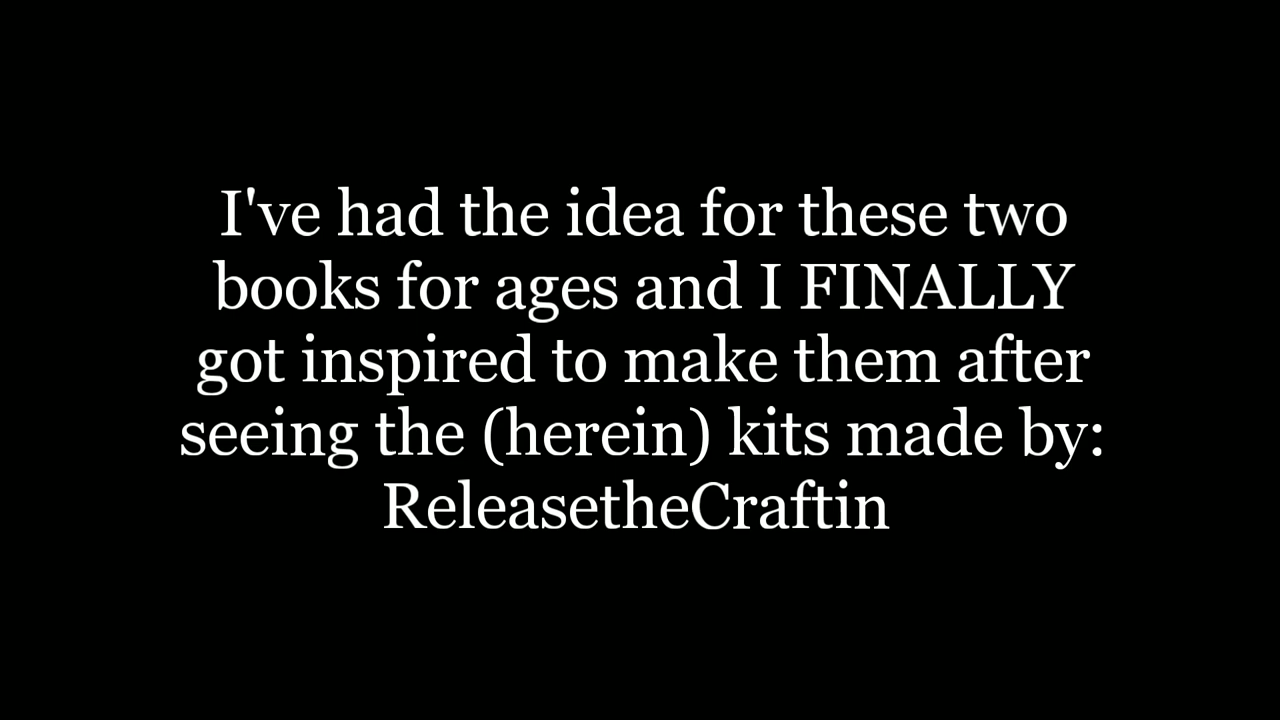 I've had the idea for these two
books for ages and I FINALLY
got inspired to make them after
seeing the (herein) kits made by:
ReleasetheCraftin